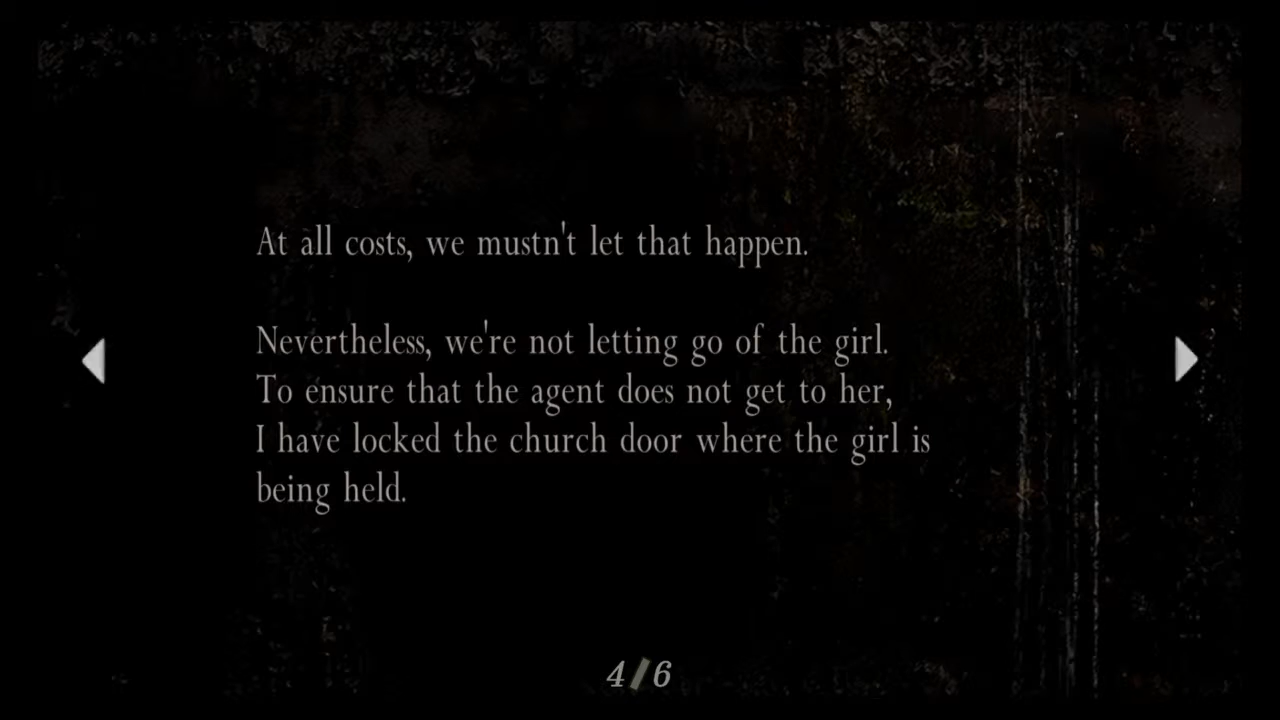 At all costs, we mustn't let that happen.
Nevertheless, we're not letting go of the girl.
To ensure that the agent does not get to her,
I have locked the church door where the girl is
being held.
4/6